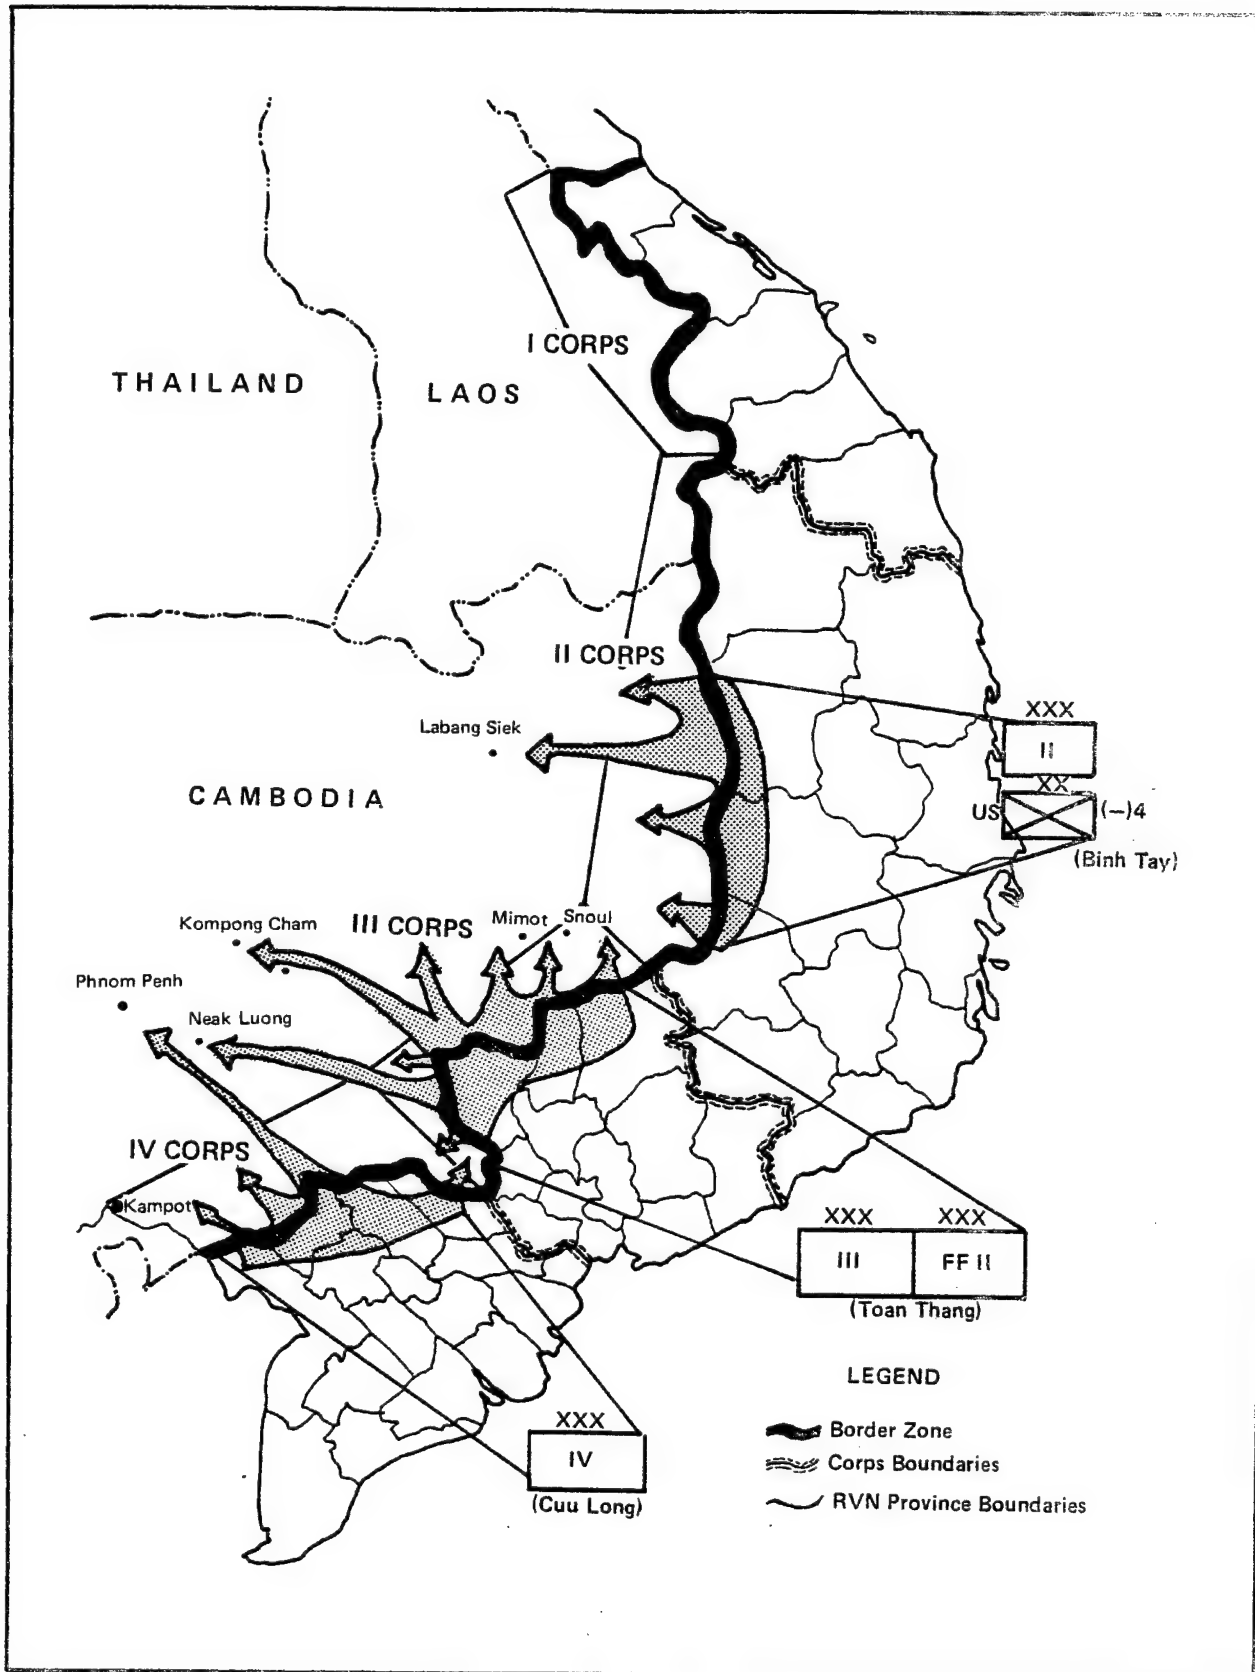 I CORPS
THAILAND
LAOS
II CORPS
XXX
II
Labang Siek
XX
US
(–)4
CAMBODIA
(Binh Tay)
Kompong Cham
III CORPS
Mimot
Snoul
Phnom Penh
Neak Luong
IV CORPS
Kampot
XXX
XXX
III
FF II
(Toan Thang)
LEGEND
Border Zone
Corps Boundaries
RVN Province Boundaries
XXX
IV
(Cuu Long)